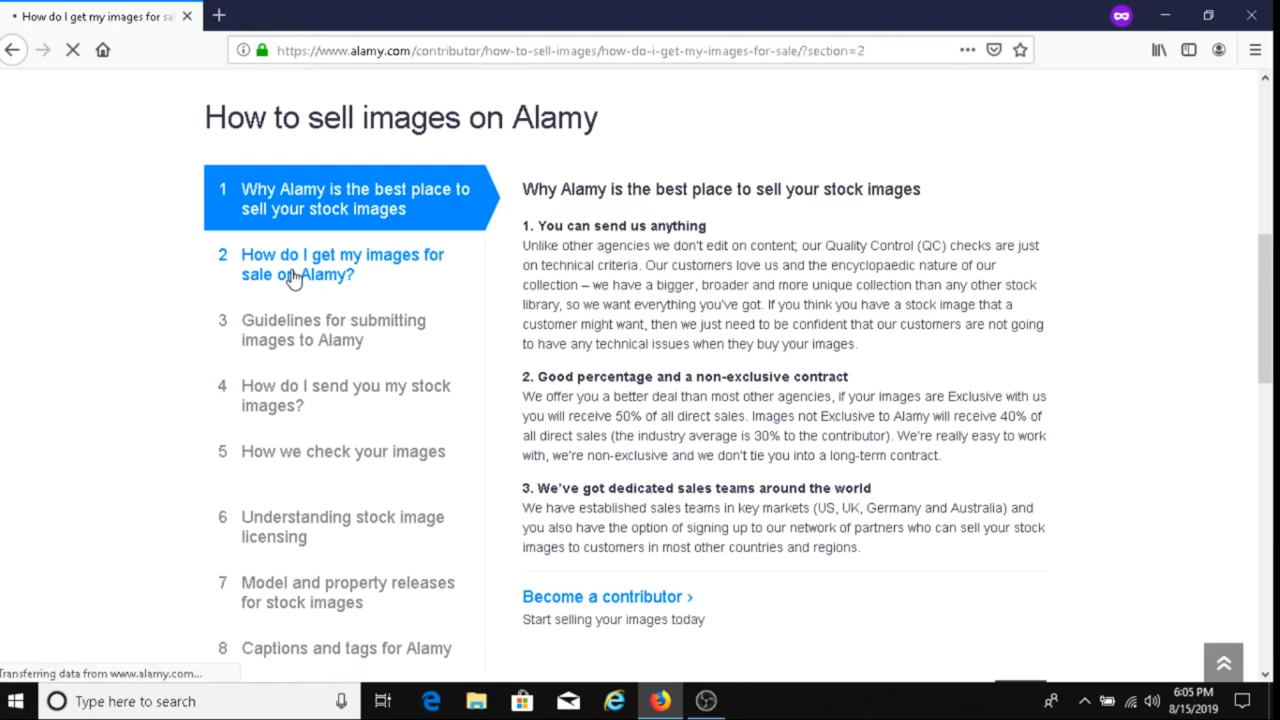 How do I get my images for sa
https://www.alamy.com/contributor/how-to-sell-images/how-do-i-get-my-images-for-sale/?section=2
How to sell images on Alamy
1 Why Alamy is the best place to
sell your stock images
2 How do I get my images for
sale on Alamy?
3 Guidelines for submitting
images to Alamy
4 How do I send you my stock
images?
5 How we check your images
6 Understanding stock image
licensing
7 Model and property releases
for stock images
8 Captions and tags for Alamy
Why Alamy is the best place to sell your stock images
1. You can send us anything
Unlike other agencies we don't edit on content; our Quality Control (QC) checks are just
on technical criteria. Our customers love us and the encyclopaedic nature of our
collection – we have a bigger, broader and more unique collection than any other stock
library, so we want everything you've got. If you think you have a stock image that a
customer might want, then we just need to be confident that our customers are not going
to have any technical issues when they buy your images.
2. Good percentage and a non-exclusive contract
We offer you a better deal than most other agencies, if your images are Exclusive with us
you will receive 50% of all direct sales. Images not Exclusive to Alamy will receive 40% of
all direct sales (the industry average is 30% to the contributor). We're really easy to work
with, we're non-exclusive and we don't tie you into a long-term contract.
3. We've got dedicated sales teams around the world
We have established sales teams in key markets (US, UK, Germany and Australia) and
you also have the option of signing up to our network of partners who can sell your stock
images to customers in most other countries and regions.
Become a contributor ›
Start selling your images today
Transferring data from www.alamy.com...
Type here to search
6:05 PM
8/15/2019